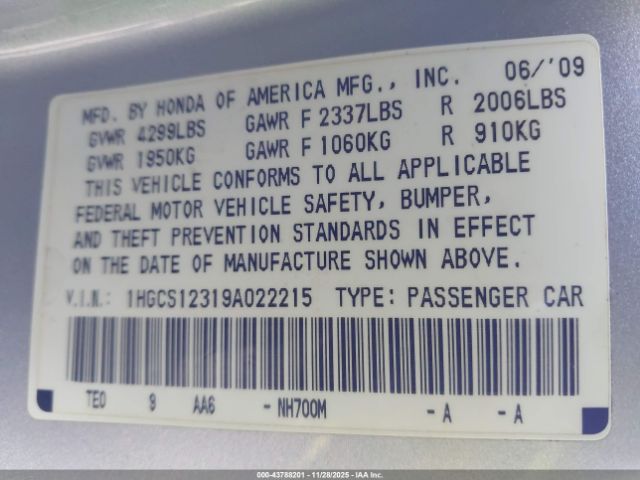 MFD. BY HONDA OF AMERICA MFG., INC. 06/'09
GVWR 4299LBS GAWR F 2337LBS R 2006LBS
GVWR 1950KG GAWR F 1060KG R 910KG
THIS VEHICLE CONFORMS TO ALL APPLICABLE
FEDERAL MOTOR VEHICLE SAFETY, BUMPER,
AND THEFT PREVENTION STANDARDS IN EFFECT
ON THE DATE OF MANUFACTURE SHOWN ABOVE.
V.I.N.: 1HGCS12319A022215 TYPE: PASSENGER CAR
TE0 9 AA6 - NH700M - A - A
000-43788201 - 11/28/2025 - IAA Inc.